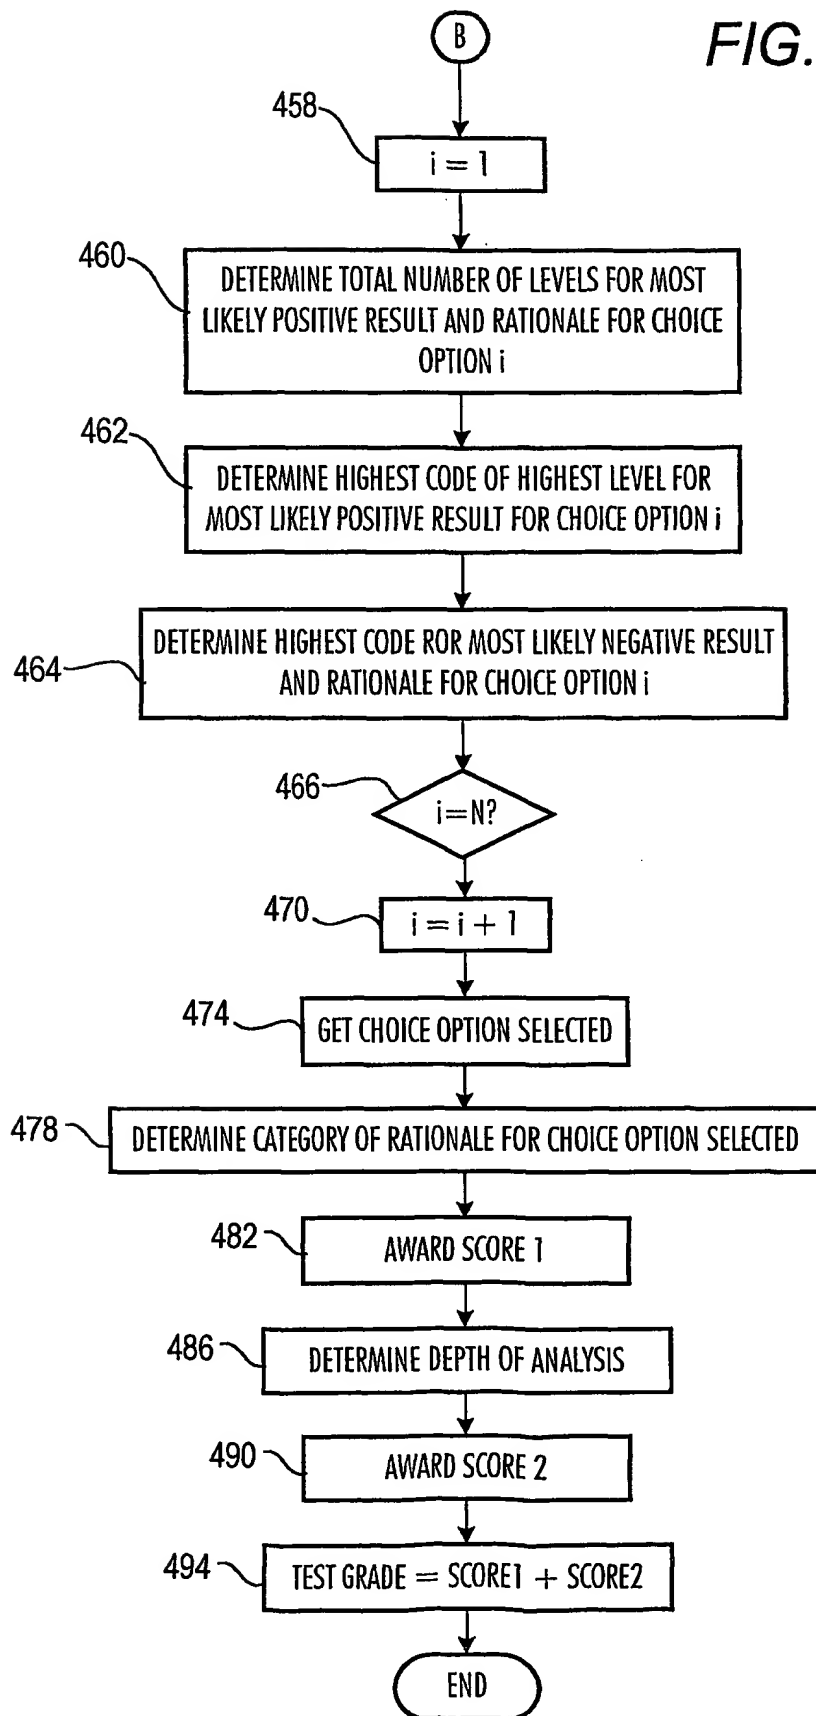 B
FIG.
458
i = 1
460
DETERMINE TOTAL NUMBER OF LEVELS FOR MOST
LIKELY POSITIVE RESULT AND RATIONALE FOR CHOICE
OPTION i
462
DETERMINE HIGHEST CODE OF HIGHEST LEVEL FOR
MOST LIKELY POSITIVE RESULT FOR CHOICE OPTION i
464
DETERMINE HIGHEST CODE ROR MOST LIKELY NEGATIVE RESULT
AND RATIONALE FOR CHOICE OPTION i
466
i=N?
470
i = i + 1
474
GET CHOICE OPTION SELECTED
478
DETERMINE CATEGORY OF RATIONALE FOR CHOICE OPTION SELECTED
482
AWARD SCORE 1
486
DETERMINE DEPTH OF ANALYSIS
490
AWARD SCORE 2
494
TEST GRADE = SCORE1 + SCORE2
END